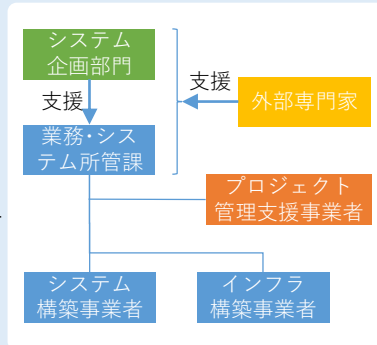 システム
企画部門
支援
支援
外部専門家
業務・シス
テム所管課
プロジェクト
管理支援事業者
システム
構築事業者
インフラ
構築事業者